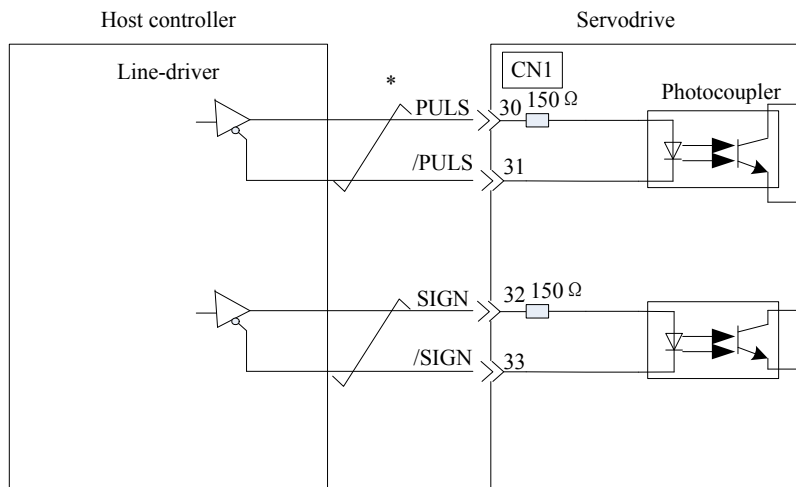 Host controller
Servodrive
Line-driver
CN1
*
PULS
30
150 Ω
Photocoupler
/PULS
31
SIGN
32
150 Ω
/SIGN
33